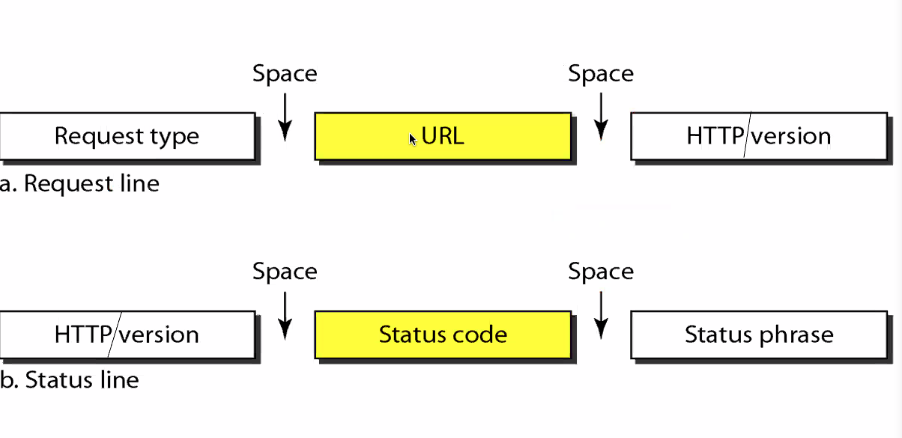 Space Space
Request type URL HTTP/version
a. Request line
Space Space
HTTP/version Status code Status phrase
b. Status line